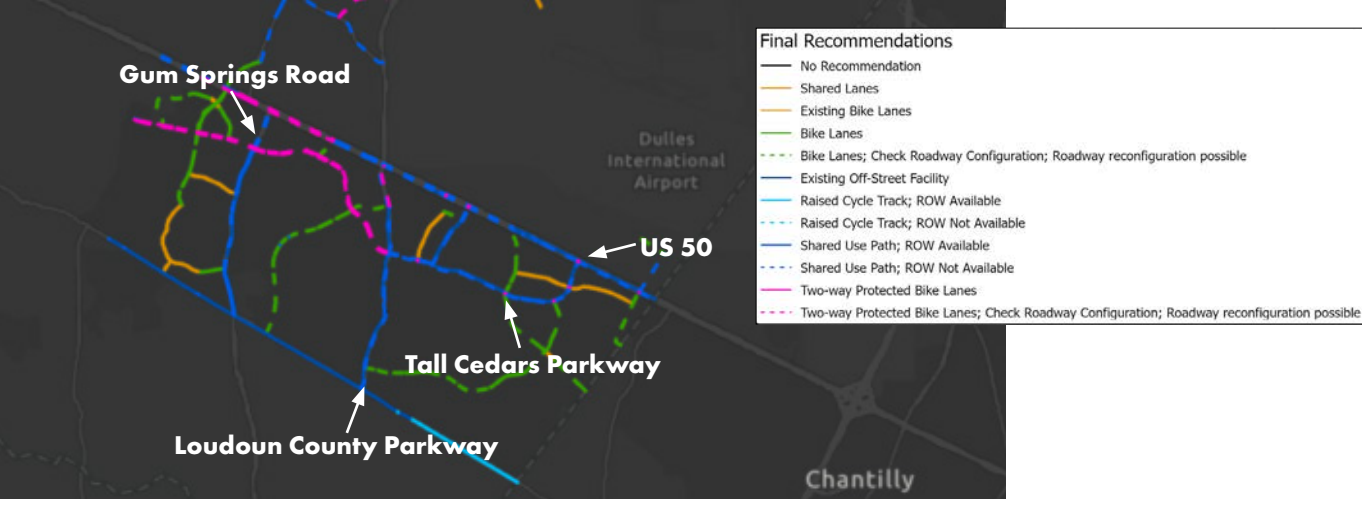 Gum Springs Road
Dulles
International
Airport
US 50
Tall Cedars Parkway
Loudoun County Parkway
Chantilly
Final Recommendations
No Recommendation
Shared Lanes
Existing Bike Lanes
Bike Lanes
Bike Lanes; Check Roadway Configuration; Roadway reconfiguration possible
Existing Off-Street Facility
Raised Cycle Track; ROW Available
Raised Cycle Track; ROW Not Available
Shared Use Path; ROW Available
Shared Use Path; ROW Not Available
Two-way Protected Bike Lanes
Two-way Protected Bike Lanes; Check Roadway Configuration; Roadway reconfiguration possible